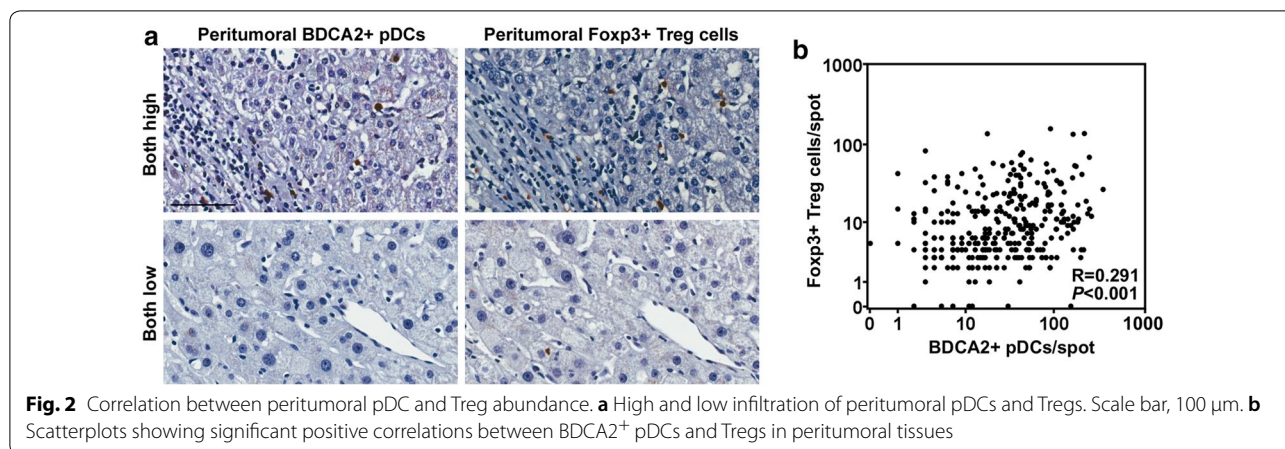 a
Peritumoral BDCA2+ pDCs
Peritumoral Foxp3+ Treg cells
Both high
Both low
b
Foxp3+ Treg cells/spot
1000
100
10
1
0
R=0.291
P<0.001
0 1 10 100 1000
BDCA2+ pDCs/spot
Fig. 2 Correlation between peritumoral pDC and Treg abundance. a High and low infiltration of peritumoral pDCs and Tregs. Scale bar, 100 μm. b
Scatterplots showing significant positive correlations between BDCA2+ pDCs and Tregs in peritumoral tissues